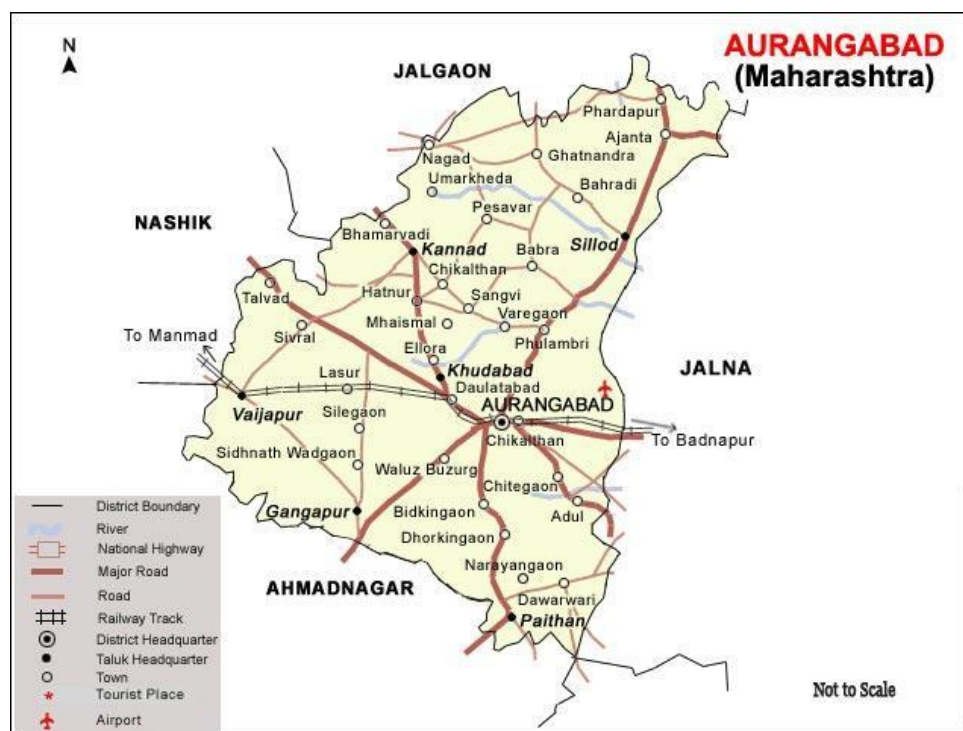 AURANGABAD
(Maharashtra)
N
JALGAON
Phardapur
Ajanta
Nagad
Ghatnandra
Umarkheda
Bahradi
Pesavar
NASHIK
Bhamarvadi
Kannad
Babra
Sillod
Chikalthan
Talvad
Hatnur
Sangvi
Mhaismal
Varegaon
Sivral
Phulambri
To Manmad
Ellora
Khudabad
JALNA
Lasur
Daulatabad
AURANGABAD
Vaijapur
Silegaon
Chikalthan
To Badnapur
Sidhnath Wadgaon
Waluz Buzurg
Chitegaon
Gangapur
Bidkingaon
Adul
Dhorkingaon
Narayangaon
AHMADNAGAR
Dawarwari
Paithan
District Boundary
River
National Highway
Major Road
Road
Railway Track
District Headquarter
Taluk Headquarter
Town
Tourist Place
Airport
Not to Scale